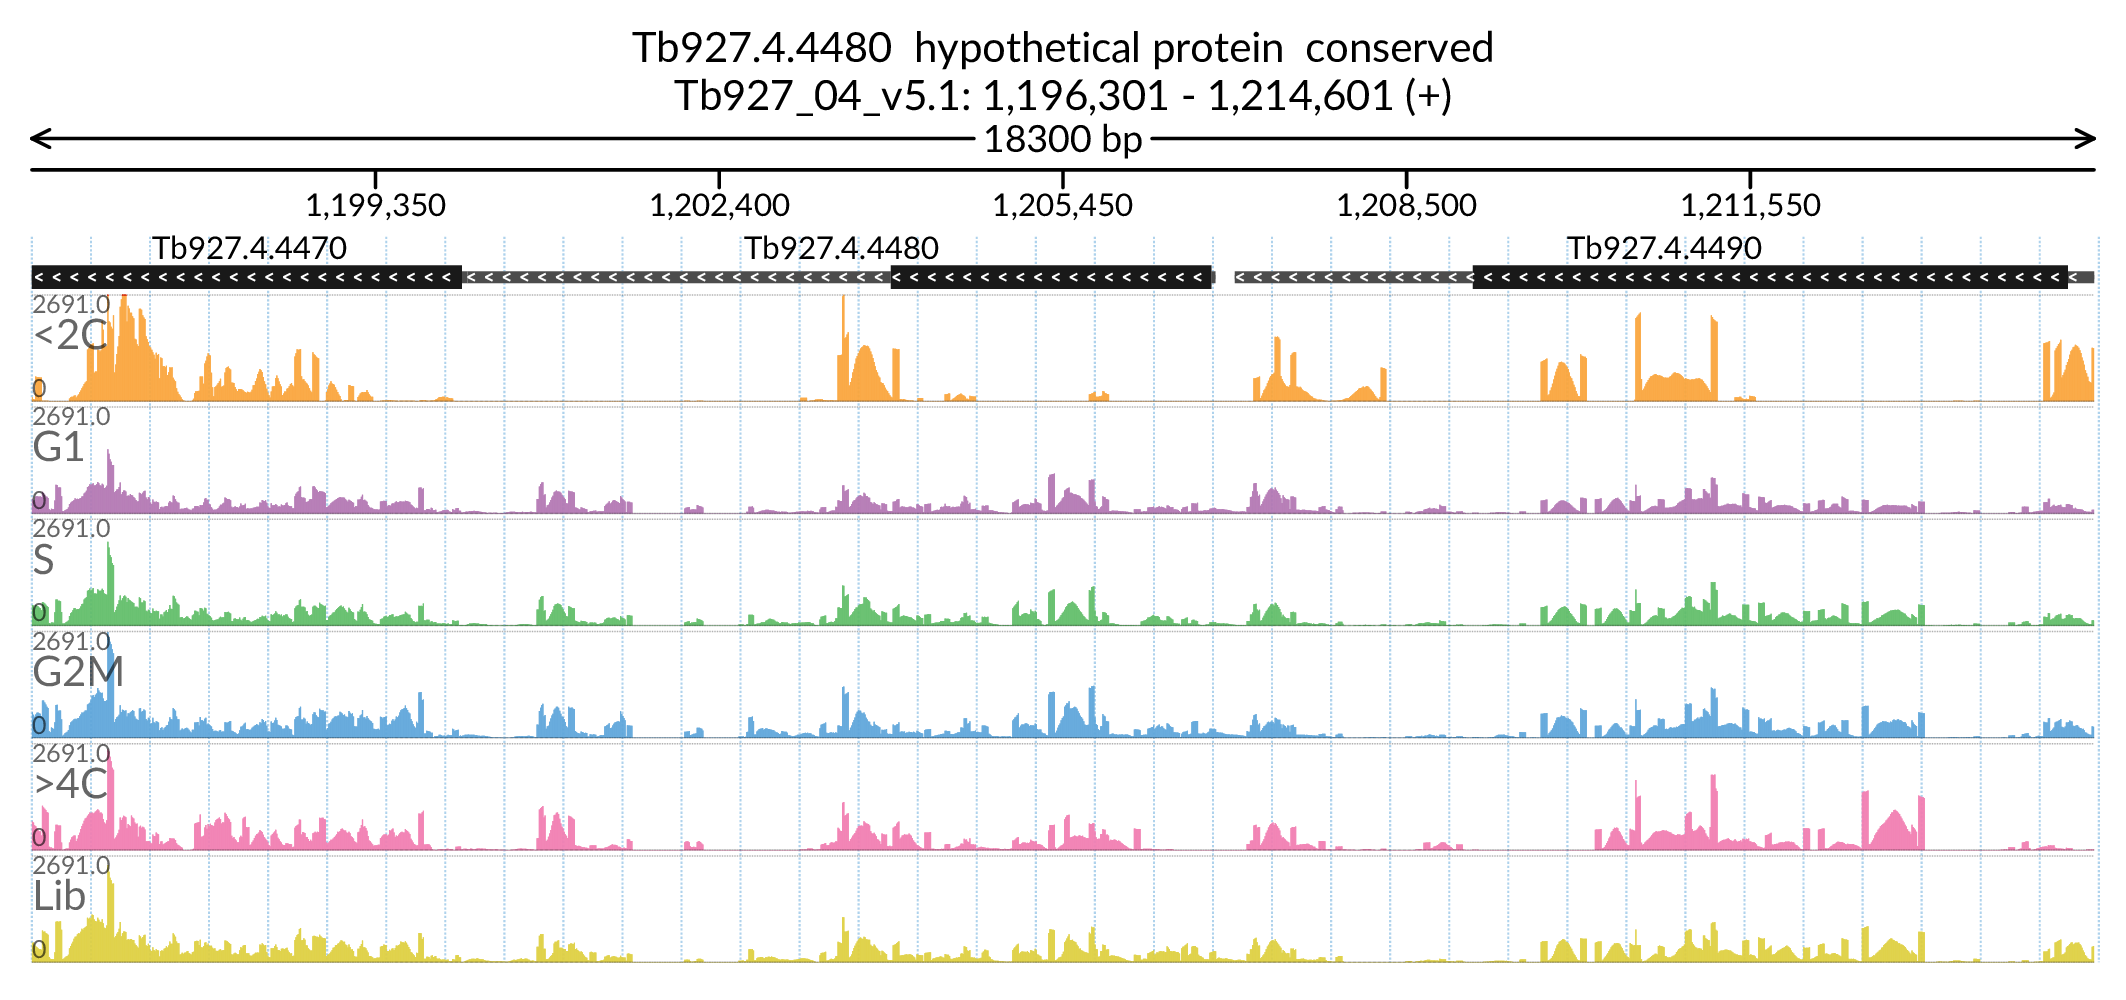 Tb927.4.4480  hypothetical protein  conserved
Tb927_04_v5.1: 1,196,301 - 1,214,601 (+)
18300 bp
1,199,350 1,202,400 1,205,450 1,208,500 1,211,550
Tb927.4.4470 Tb927.4.4480 Tb927.4.4490
2691.0
<2C
0
2691.0
G1
0
2691.0
S
0
2691.0
G2M
0
2691.0
>4C
0
2691.0
Lib
0